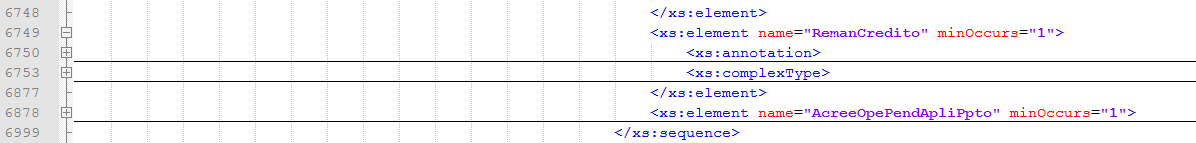 6748 </xs:element>
6749 <xs:element name="RemanCredito" minOccurs="1">
6750 <xs:annotation>
6753 <xs:complexType>
6877 </xs:element>
6878 <xs:element name="AcreeOpePendApliPpto" minOccurs="1">
6999 </xs:sequence>